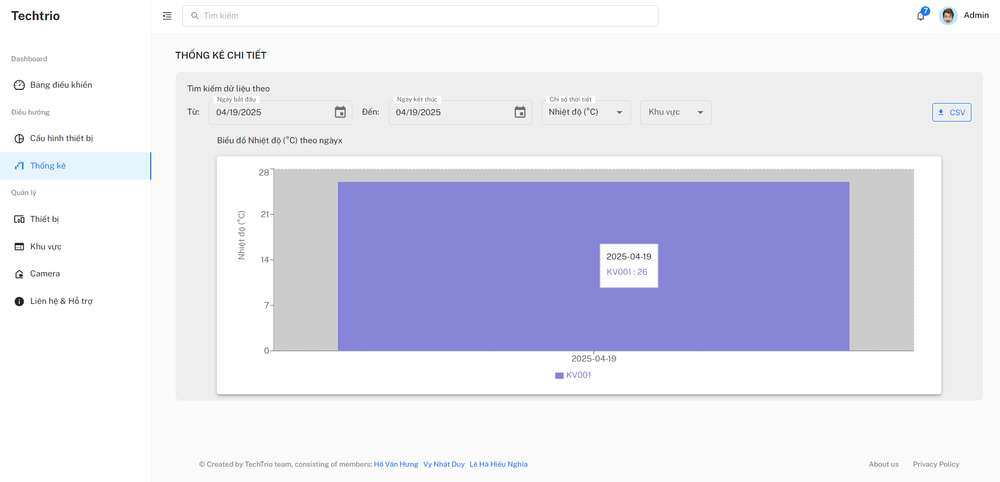 Techtrio
Tìm kiếm
7
Admin
Dashboard
Bảng điều khiển
Điều hướng
Cấu hình thiết bị
Thống kê
Quản lý
Thiết bị
Khu vực
Camera
Liên hệ & Hỗ trợ
THỐNG KÊ CHI TIẾT
Tìm kiếm dữ liệu theo
Từ:
Ngày bắt đầu
04/19/2025
Đến:
Ngày kết thúc
04/19/2025
Chỉ số thời tiết
Nhiệt độ (°C)
Khu vực
CSV
Biểu đồ Nhiệt độ (°C) theo ngàyx
Nhiệt độ (°C)
28
21
14
7
0
2025-04-19
KV001 : 26
2025-04-19
KV001
© Created by TechTrio team, consisting of members: Hồ Văn Hưng Vy Nhật Duy Lê Hà Hiếu Nghĩa
About us
Privacy Policy